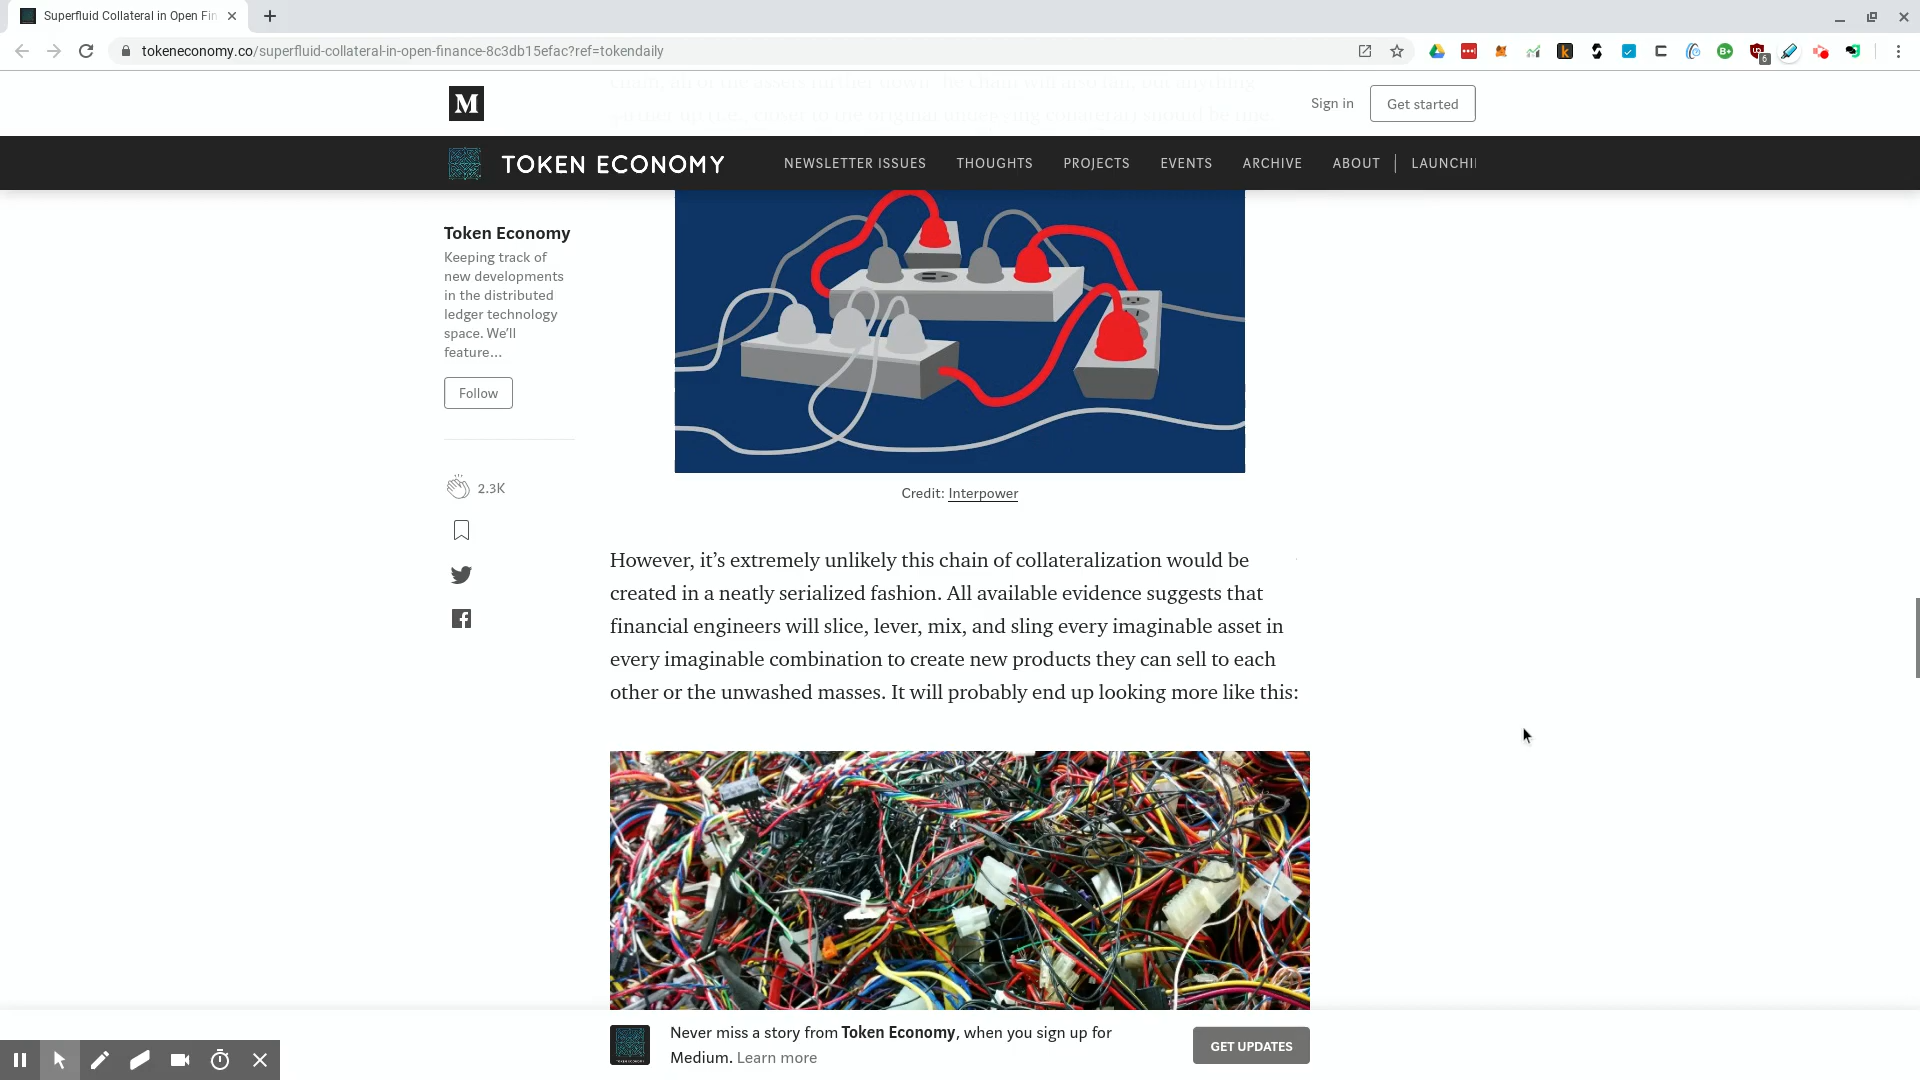 Superfluid Collateral in Open Fin
tokeneconomy.co/superfluid-collateral-in-open-finance-8c3db15efac?ref=tokendaily
M
Sign in
Get started
TOKEN ECONOMY
NEWSLETTER ISSUES
THOUGHTS
PROJECTS
EVENTS
ARCHIVE
ABOUT
LAUNCHI
Token Economy
Keeping track of
new developments
in the distributed
ledger technology
space. We'll
feature…
Follow
2.3K
Credit: Interpower
However, it's extremely unlikely this chain of collateralization would be
created in a neatly serialized fashion. All available evidence suggests that
financial engineers will slice, lever, mix, and sling every imaginable asset in
every imaginable combination to create new products they can sell to each
other or the unwashed masses. It will probably end up looking more like this:
Never miss a story from Token Economy, when you sign up for
Medium. Learn more
GET UPDATES